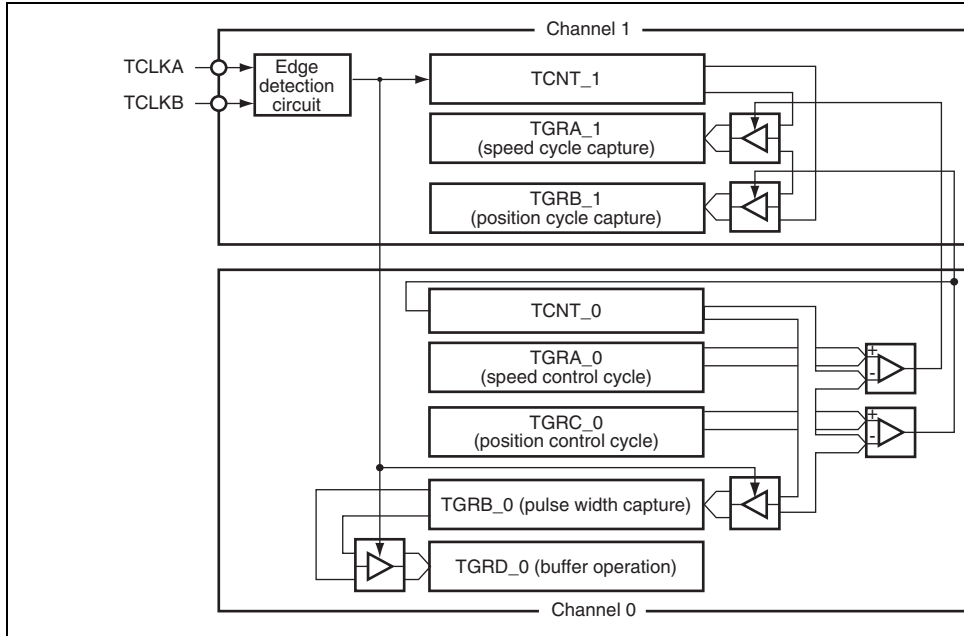 Channel 1
TCLKA
TCLKB
Edge
detection
circuit
TCNT_1
TGRA_1
(speed cycle capture)
TGRB_1
(position cycle capture)
TCNT_0
TGRA_0
(speed control cycle)
+
-
TGRC_0
(position control cycle)
+
-
TGRB_0 (pulse width capture)
TGRD_0 (buffer operation)
Channel 0